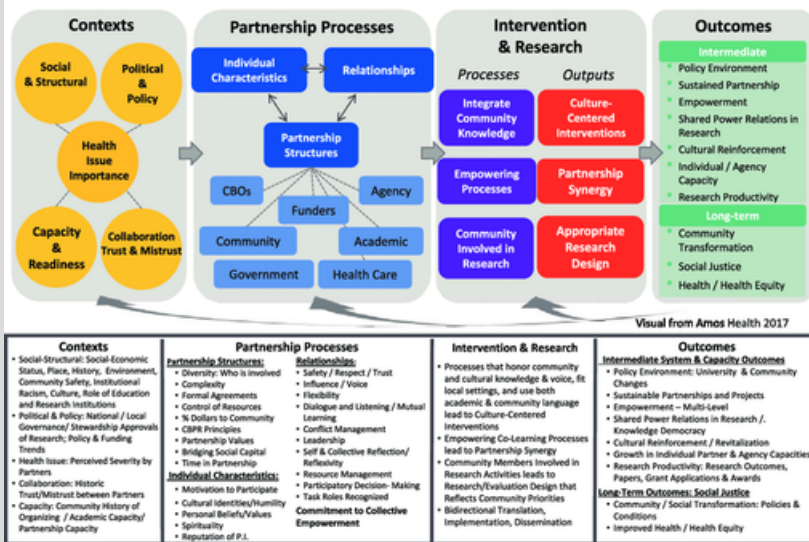 Contexts
Social
& Structural
Political
&
Policy
Health
Issue
Importance
Capacity
&
Readiness
Collaboration
Trust & Mistrust
Partnership Processes
Individual
Characteristics
Relationships
Partnership
Structures
CBOs
Agency
Funders
Community
Academic
Government
Health Care
Intervention
& Research
Processes
Outputs
Integrate
Community
Knowledge
Culture-
Centered
Interventions
Empowering
Processes
Partnership
Synergy
Community
Involved in
Research
Appropriate
Research
Design
Outcomes
Intermediate
• Policy Environment
• Sustained Partnership
• Empowerment
• Shared Power Relations in
Research
• Cultural Reinforcement
• Individual / Agency
Capacity
• Research Productivity
Long-term
• Community
Transformation
• Social Justice
• Health / Health Equity
Visual from Amos Health 2017
Contexts
• Social-Structural: Social-Economic
Status, Place, History, Environment,
Community Safety, Institutional
Racism, Culture, Role of Education
and Research Institutions
• Political & Policy: National / Local
Governance/ Stewardship Approvals
of Research; Policy & Funding
Trends
• Health Issue: Perceived Severity by
Partners
• Collaboration: Historic
Trust/Mistrust between Partners
• Capacity: Community History of
Organizing / Academic Capacity/
Partnership Capacity
Partnership Processes
Partnership Structures:
• Diversity: Who is involved
• Complexity
• Formal Agreements
• Control of Resources
• % Dollars to Community
• CBPR Principles
• Partnership Values
• Bridging Social Capital
• Time in Partnership
Individual Characteristics:
• Motivation to Participate
• Cultural Identities/Humility
• Personal Beliefs/Values
• Spirituality
• Reputation of P.I.
Relationships:
• Safety / Respect / Trust
• Influence / Voice
• Flexibility
• Dialogue and Listening / Mutual
Learning
• Conflict Management
• Leadership
• Self & Collective Reflection/
Reflexivity
• Resource Management
• Participatory Decision- Making
• Task Roles Recognized
Commitment to Collective
Empowerment
Intervention & Research
• Processes that honor community
and cultural knowledge & voice, fit
local settings, and use both
academic & community language
lead to Culture-Centered
Interventions
• Empowering Co-Learning Processes
lead to Partnership Synergy
• Community Members Involved in
Research Activities leads to
Research/Evaluation Design that
Reflects Community Priorities
• Bidirectional Translation,
Implementation, Dissemination
Outcomes
Intermediate System & Capacity Outcomes
• Policy Environment: University & Community
Changes
• Sustainable Partnerships and Projects
• Empowerment – Multi-Level
• Shared Power Relations in Research /.
Knowledge Democracy
• Cultural Reinforcement / Revitalization
• Growth in Individual Partner & Agency Capacities
• Research Productivity: Research Outcomes,
Papers, Grant Applications & Awards
Long-Term Outcomes: Social Justice
• Community / Social Transformation: Policies &
Conditions
• Improved Health / Health Equity